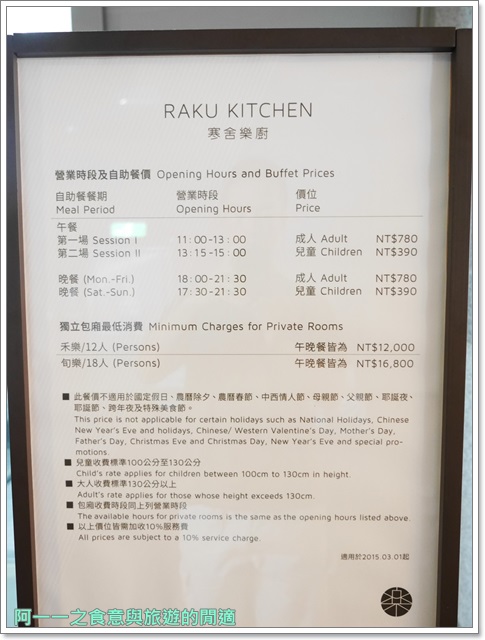 RAKU KITCHEN
寒舍樂廚
營業時段及自助餐價 Opening Hours and Buffet Prices
自助餐餐期 營業時段 價位
Meal Period Opening Hours Price
午餐
第一場 Session I 11:00-13:00 成人 Adult NT$780
第二場 Session II 13:15-15:00 兒童 Children NT$390
晚餐 (Mon.-Fri.) 18:00-21:30 成人 Adult NT$780
晚餐 (Sat.-Sun.) 17:30-21:30 兒童 Children NT$390
獨立包廂最低消費 Minimum Charges for Private Rooms
禾樂/12人 (Persons) 午晚餐皆為 NT$12,000
旬樂/18人 (Persons) 午晚餐皆為 NT$16,800
■ 此餐價不適用於國定假日、農曆除夕、農曆春節、中西情人節、母親節、父親節、耶誕夜、
耶誕節、跨年夜及特殊美食節。
This price is not applicable for certain holidays such as National Holidays, Chinese
New Year's Eve and holidays, Chinese/ Western Valentine's Day, Mother's Day,
Father's Day, Christmas Eve and Christmas Day, New Year's Eve and special pro-
motions.
■ 兒童收費標準100公分至130公分
Child's rate applies for children between 100cm to 130cm in height.
■ 大人收費標準130公分以上
Adult's rate applies for those whose height exceeds 130cm.
■ 包廂收費時段同上列營業時段
The available hours for private rooms is the same as the opening hours listed above.
■ 以上價位皆需加收10%服務費
All prices are subject to a 10% service charge.
適用於2015.03.01起
阿一一之食意與旅遊的閒適